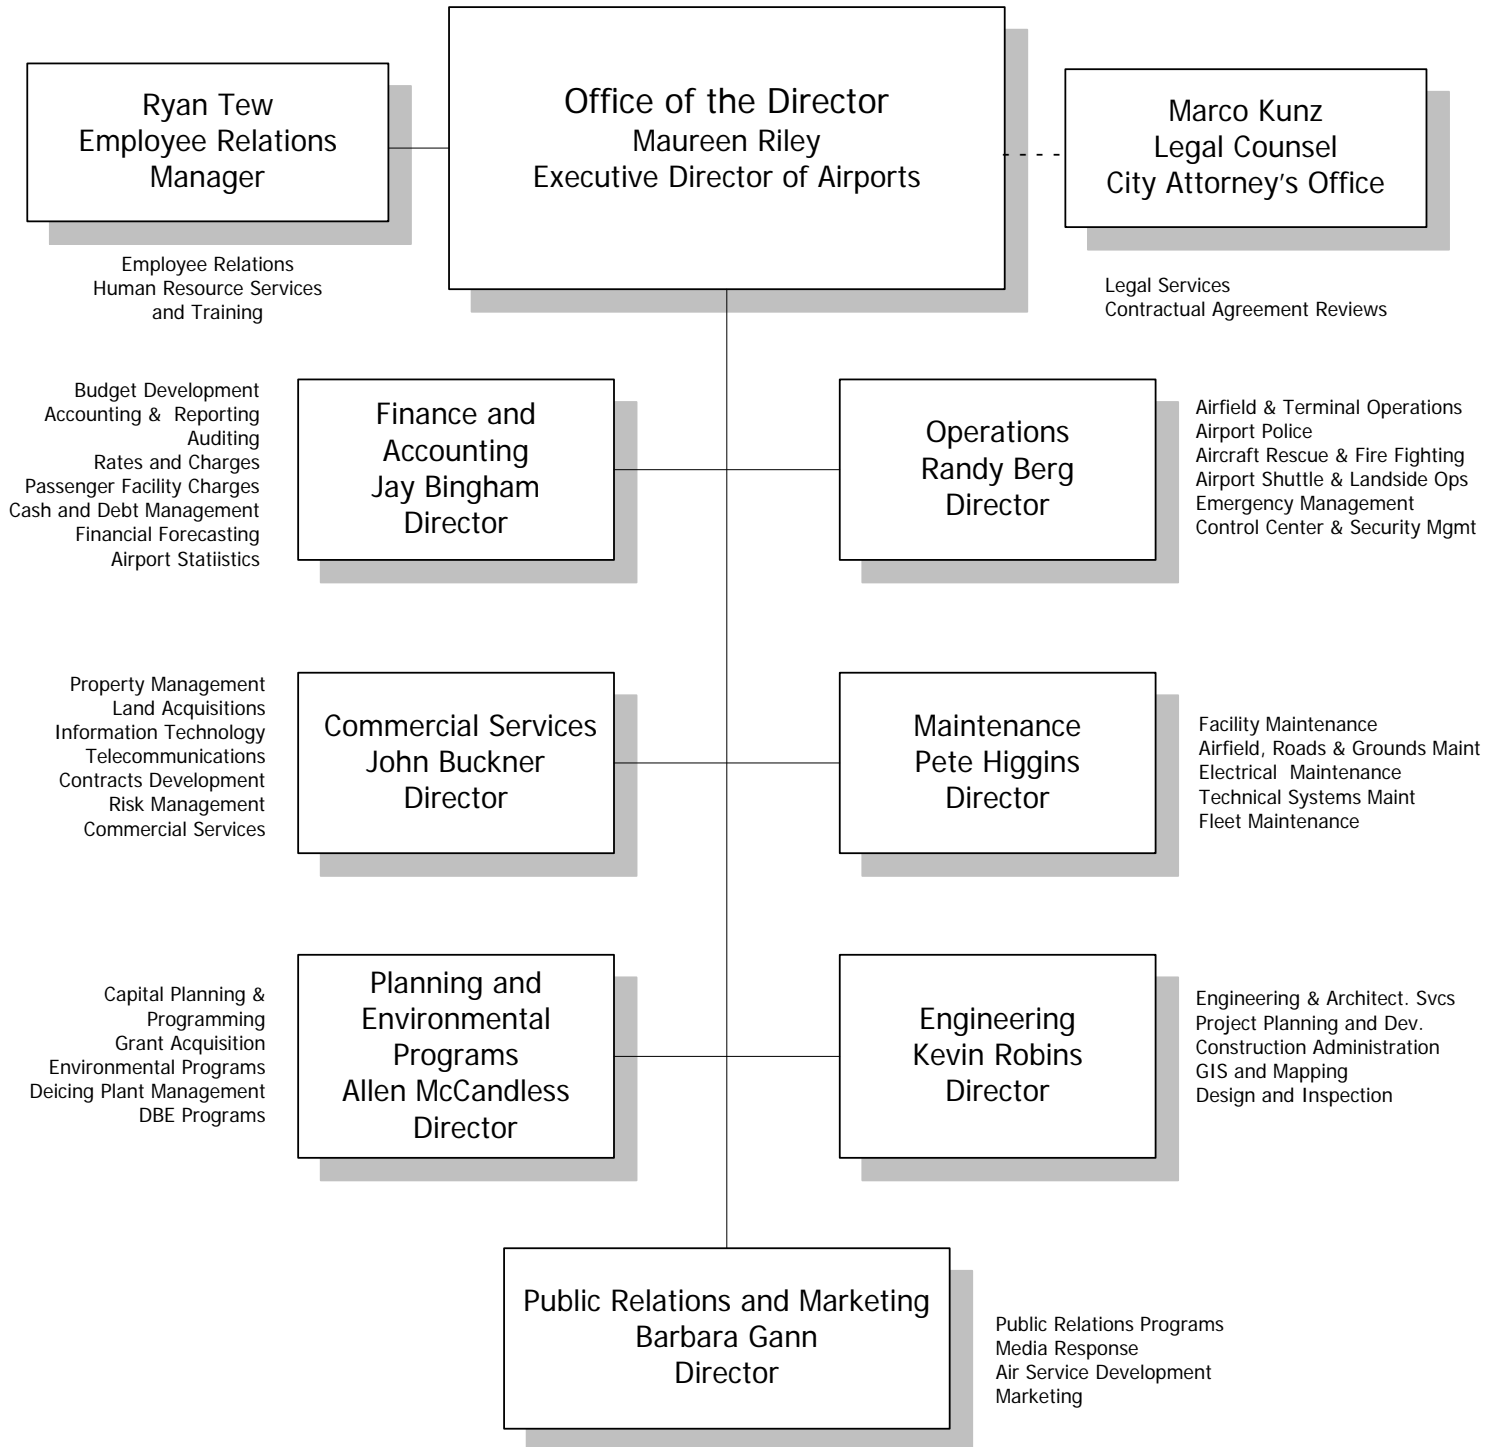 Ryan Tew
Employee Relations
Manager
Office of the Director
Maureen Riley
Executive Director of Airports
Marco Kunz
Legal Counsel
City Attorney's Office
Employee Relations
Human Resource Services
and Training
Legal Services
Contractual Agreement Reviews
Budget Development
Accounting & Reporting
Auditing
Rates and Charges
Passenger Facility Charges
Cash and Debt Management
Financial Forecasting
Airport Statiistics
Finance and
Accounting
Jay Bingham
Director
Operations
Randy Berg
Director
Airfield & Terminal Operations
Airport Police
Aircraft Rescue & Fire Fighting
Airport Shuttle & Landside Ops
Emergency Management
Control Center & Security Mgmt
Property Management
Land Acquisitions
Information Technology
Telecommunications
Contracts Development
Risk Management
Commercial Services
Commercial Services
John Buckner
Director
Maintenance
Pete Higgins
Director
Facility Maintenance
Airfield, Roads & Grounds Maint
Electrical Maintenance
Technical Systems Maint
Fleet Maintenance
Capital Planning &
Programming
Grant Acquisition
Environmental Programs
Deicing Plant Management
DBE Programs
Planning and
Environmental
Programs
Allen McCandless
Director
Engineering
Kevin Robins
Director
Engineering & Architect. Svcs
Project Planning and Dev.
Construction Administration
GIS and Mapping
Design and Inspection
Public Relations and Marketing
Barbara Gann
Director
Public Relations Programs
Media Response
Air Service Development
Marketing